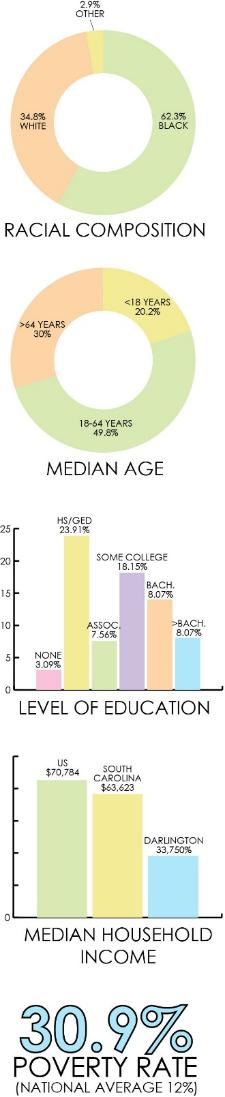 2.9%
OTHER
34.8%
WHITE
62.3%
BLACK
RACIAL COMPOSITION
<18 YEARS
20.2%
>64 YEARS
30%
18-64 YEARS
49.8%
MEDIAN AGE
25
20
15
10
5
0
HS/GED
23.91%
SOME COLLEGE
18.15%
BACH.
8.07%
ASSOC.
7.56%
>BACH.
8.07%
NONE
3.09%
LEVEL OF EDUCATION
US
$70,784
SOUTH
CAROLINA
$63,623
DARLINGTON
33,750%
0
MEDIAN HOUSEHOLD
INCOME
30.9%
POVERTY RATE
(NATIONAL AVERAGE 12%)